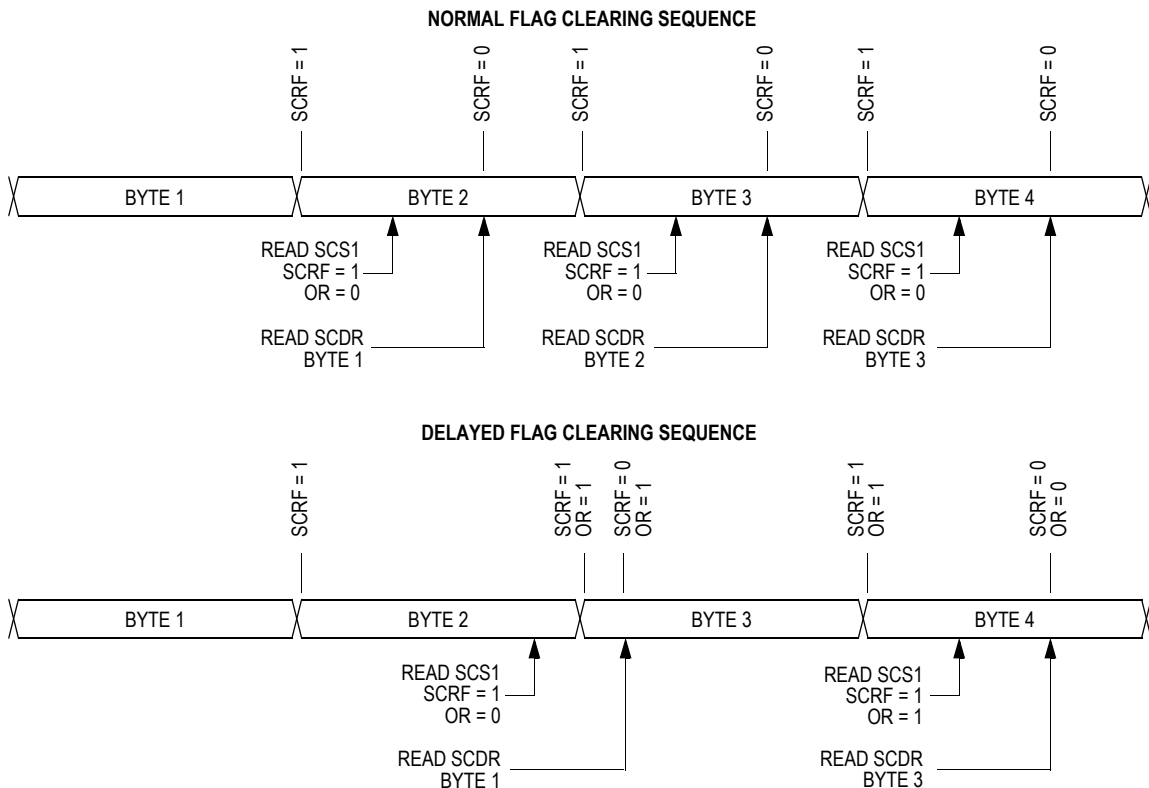 NORMAL FLAG CLEARING SEQUENCE
SCRF = 1
SCRF = 0
SCRF = 1
SCRF = 0
SCRF = 1
SCRF = 0
BYTE 1
BYTE 2
BYTE 3
BYTE 4
READ SCS1
SCRF = 1
OR = 0
READ SCS1
SCRF = 1
OR = 0
READ SCS1
SCRF = 1
OR = 0
READ SCDR
BYTE 1
READ SCDR
BYTE 2
READ SCDR
BYTE 3
DELAYED FLAG CLEARING SEQUENCE
SCRF = 1
SCRF = 1
OR = 1
SCRF = 0
OR = 1
SCRF = 1
OR = 1
SCRF = 0
OR = 0
BYTE 1
BYTE 2
BYTE 3
BYTE 4
READ SCS1
SCRF = 1
OR = 0
READ SCS1
SCRF = 1
OR = 1
READ SCDR
BYTE 1
READ SCDR
BYTE 3